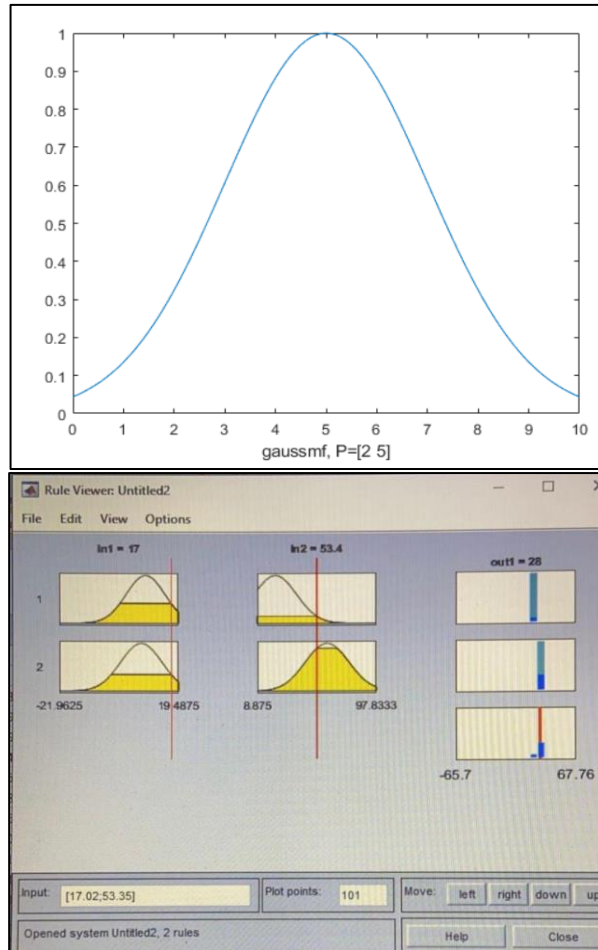 1
0.9
0.8
0.7
0.6
0.5
0.4
0.3
0.2
0.1
0
0 1 2 3 4 5 6 7 8 9 10
gaussmf, P=[2 5]
Rule Viewer: Untitled2
File Edit View Options
In1 = 17 In2 = 53.4 out1 = 28
1
2
-21.9625 19.4875 8.875 97.8333
-65.7 67.76
Input: [17.02;53.35] Plot points: 101 Move: left right down up
Opened system Untitled2, 2 rules Help Close